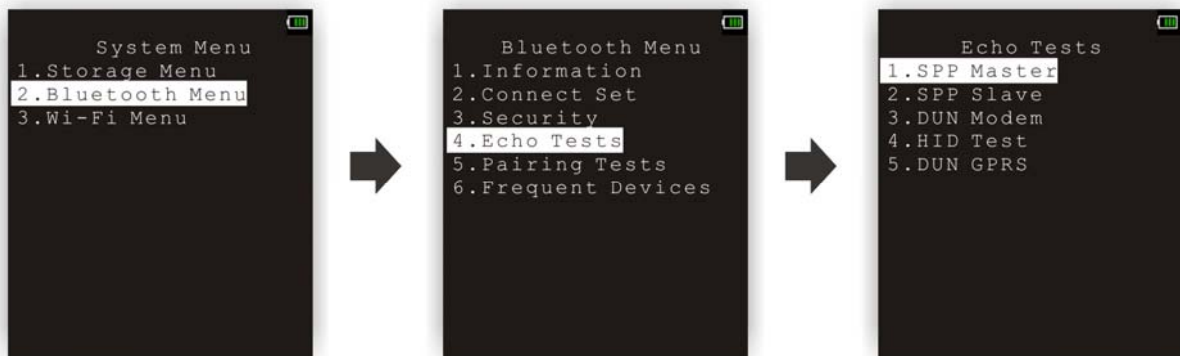 System Menu
1.Storage Menu
2.Bluetooth Menu
3.Wi-Fi Menu
Bluetooth Menu
1.Information
2.Connect Set
3.Security
4.Echo Tests
5.Pairing Tests
6.Frequent Devices
Echo Tests
1.SPP Master
2.SPP Slave
3.DUN Modem
4.HID Test
5.DUN GPRS